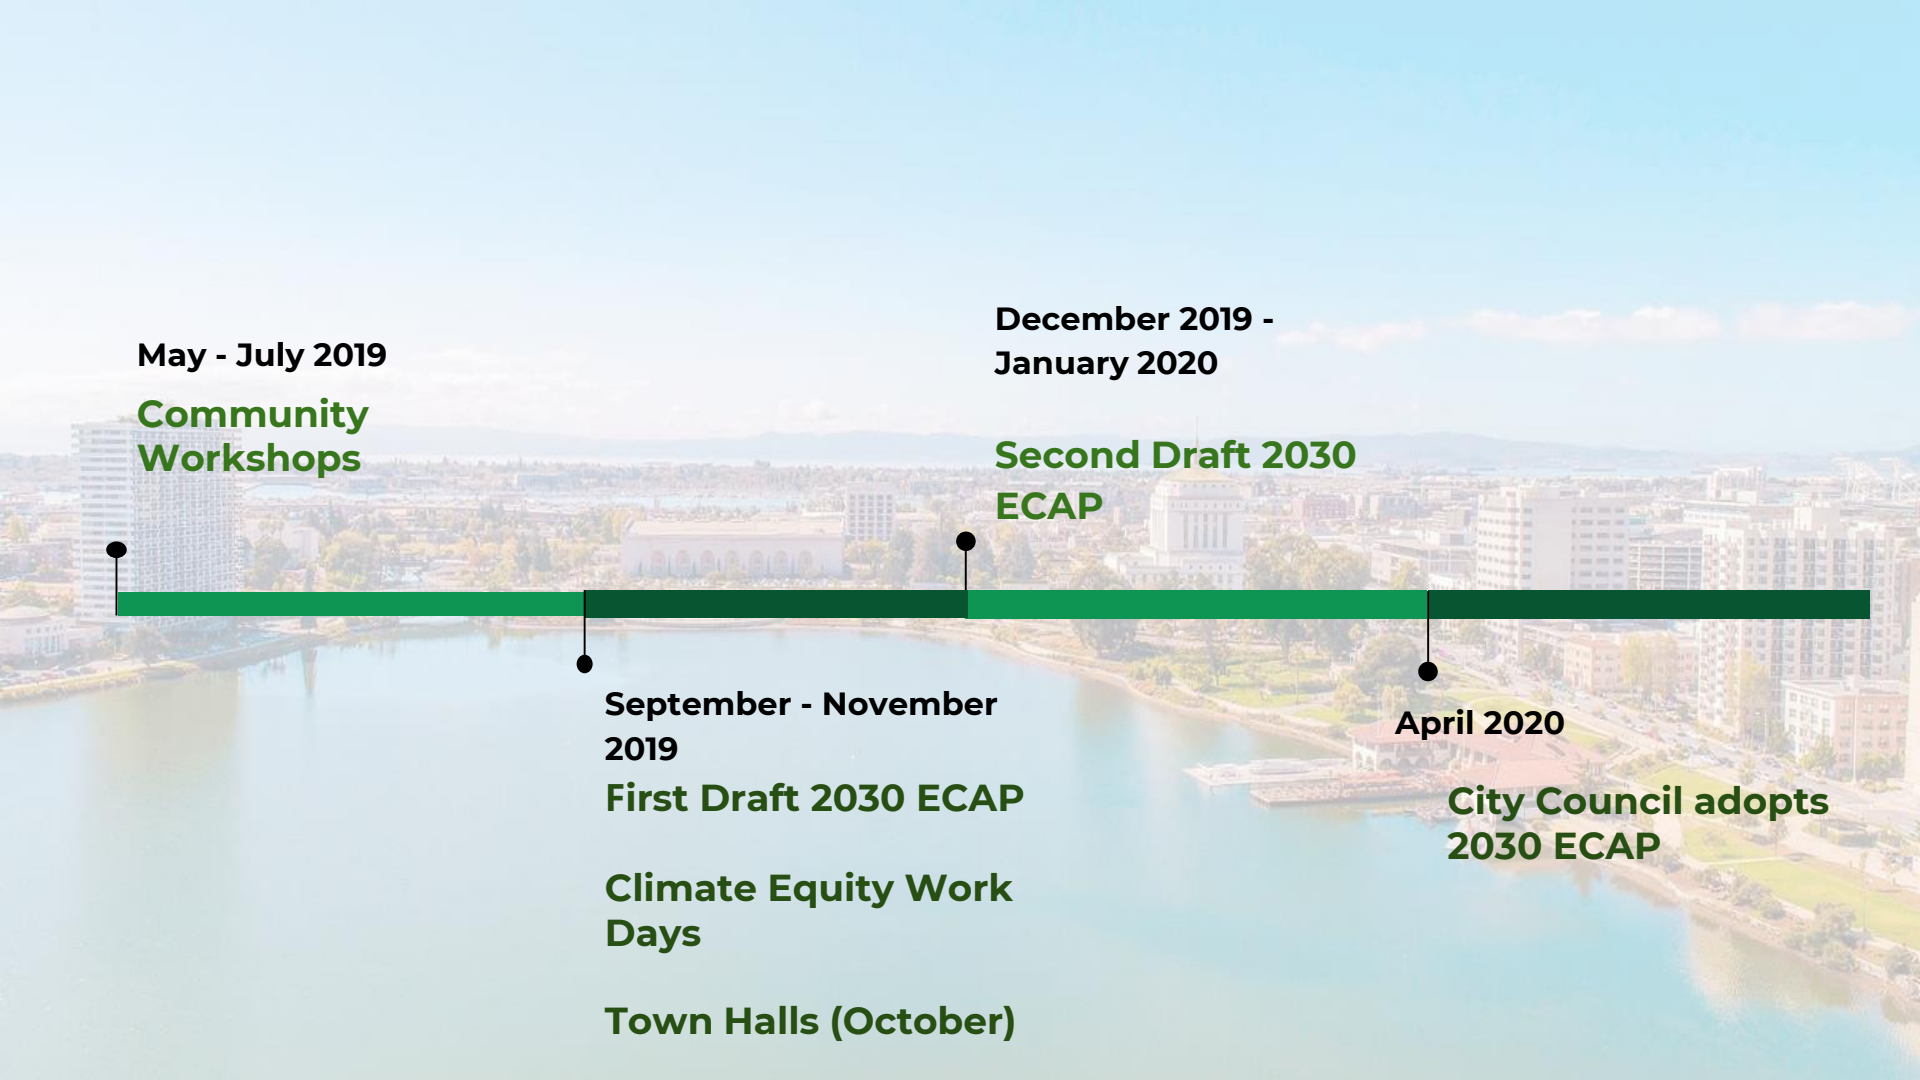 May - July 2019
Community
Workshops
December 2019 -
January 2020
Second Draft 2030
ECAP
September - November
2019
First Draft 2030 ECAP
Climate Equity Work
Days
Town Halls (October)
April 2020
City Council adopts
2030 ECAP